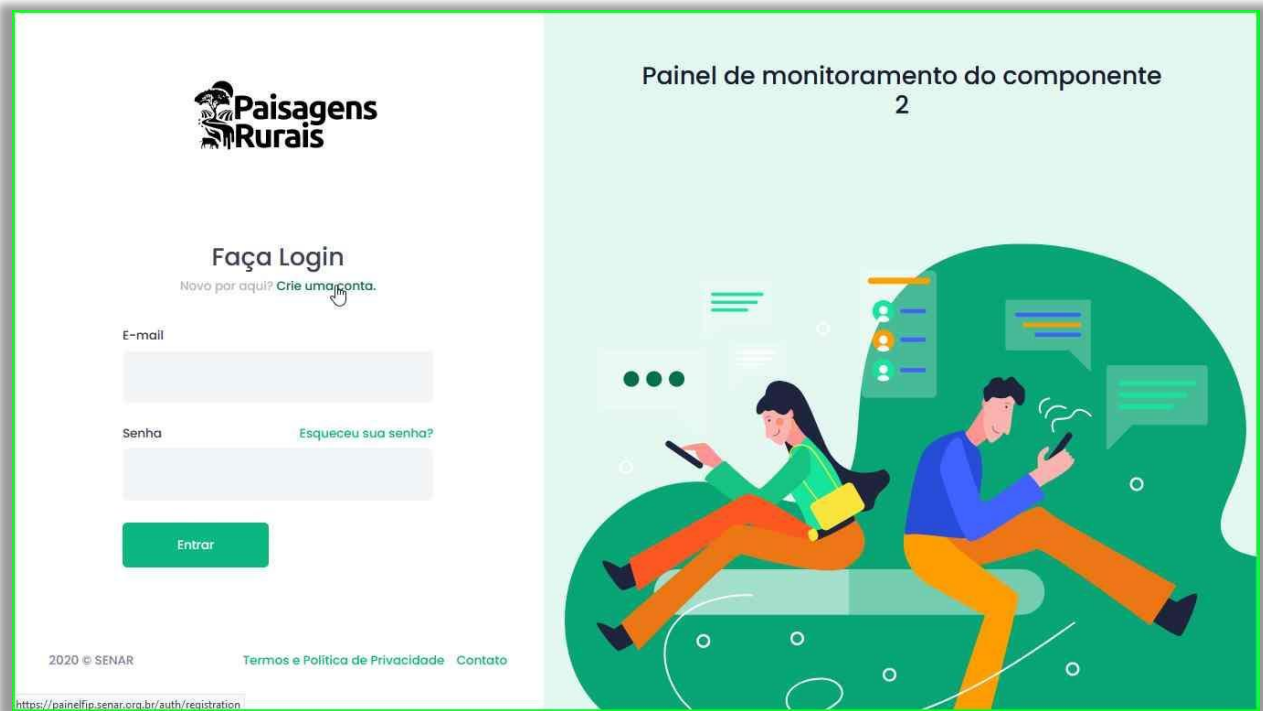 Paisagens
Rurais
Painel de monitoramento do componente
2
Faça Login
Novo por aqui? Crie uma conta.
E-mail
Senha
Esqueceu sua senha?
Entrar
2020 © SENAR
Termos e Política de Privacidade
Contato
https://painelfip.senar.org.br/auth/registration